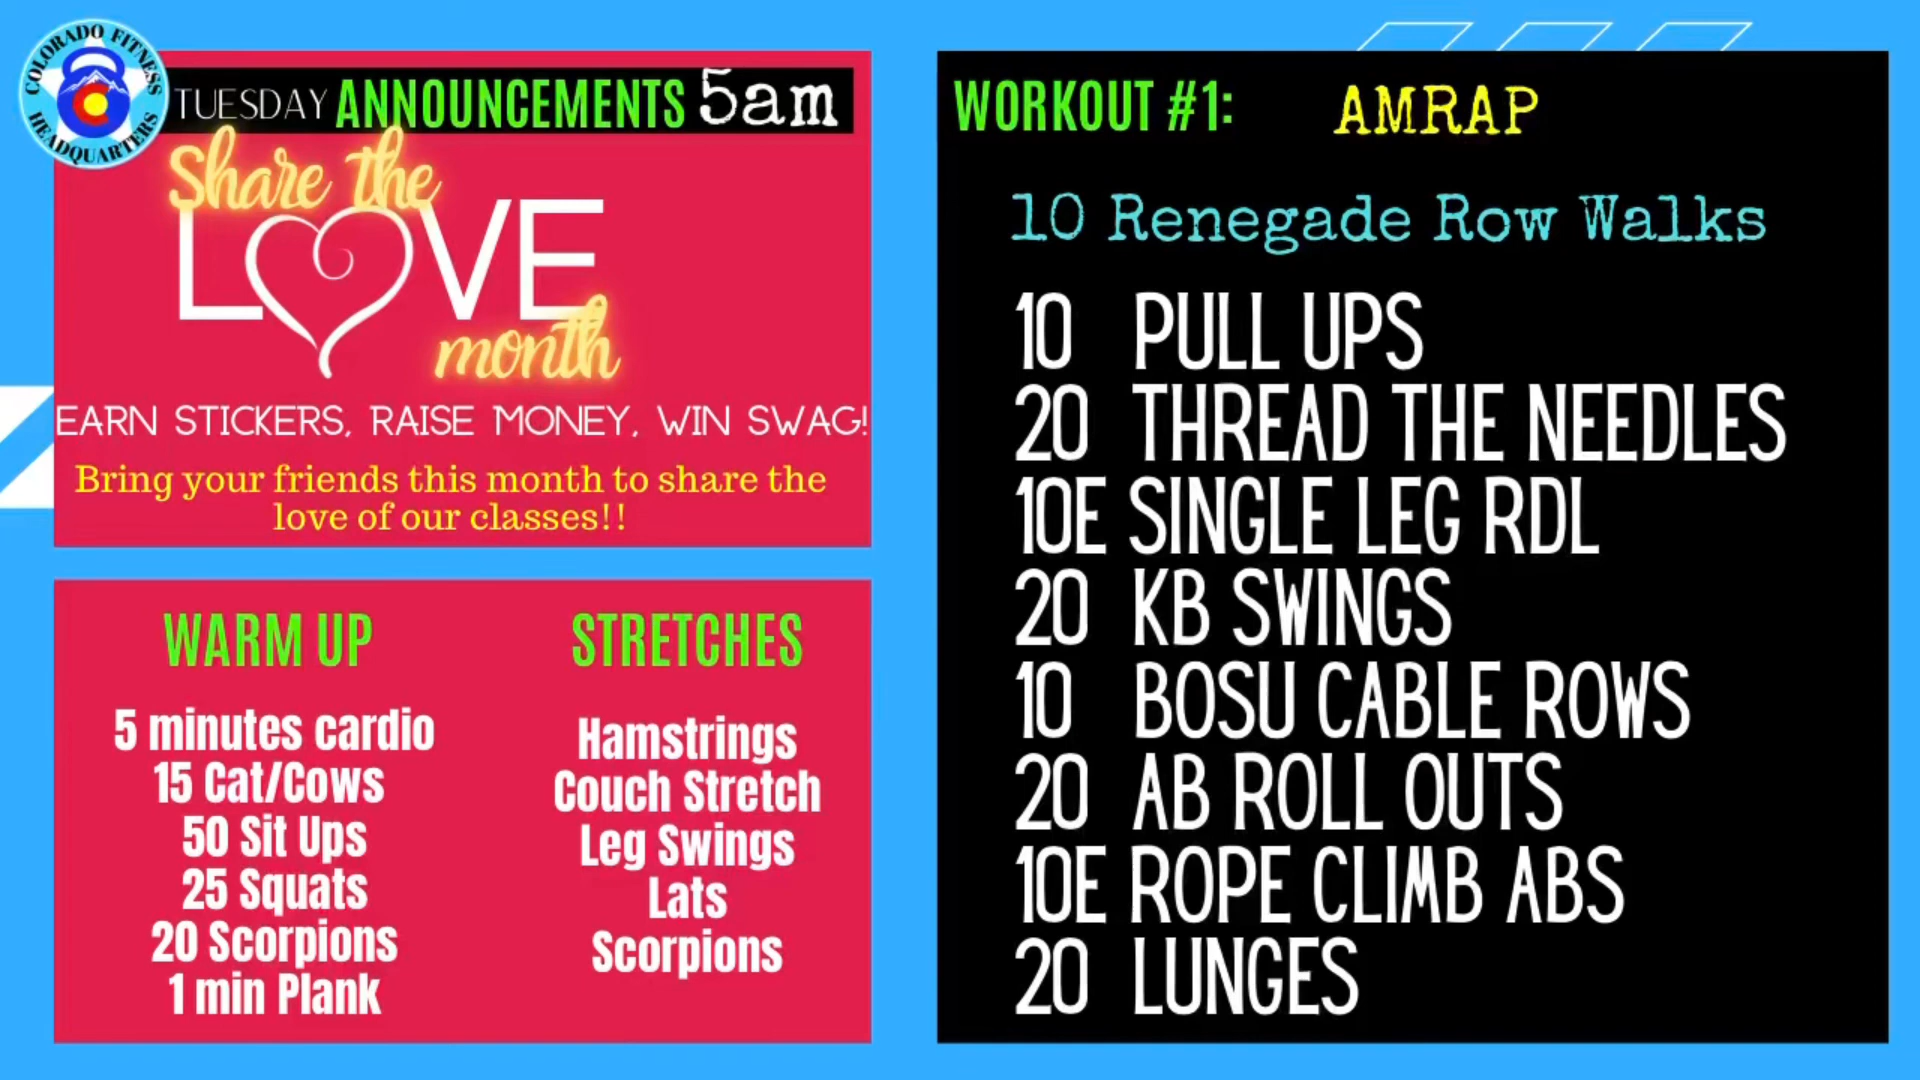 COLORADO FITNESS HEADQUARTERS
TUESDAY ANNOUNCEMENTS 5am
Share the
LOVE
month
EARN STICKERS, RAISE MONEY, WIN SWAG!
Bring your friends this month to share the
love of our classes!!
WARM UP
5 minutes cardio
15 Cat/Cows
50 Sit Ups
25 Squats
20 Scorpions
1 min Plank
STRETCHES
Hamstrings
Couch Stretch
Leg Swings
Lats
Scorpions
WORKOUT #1: AMRAP
10 Renegade Row Walks
10 PULL UPS
20 THREAD THE NEEDLES
10E SINGLE LEG RDL
20 KB SWINGS
10 BOSU CABLE ROWS
20 AB ROLL OUTS
10E ROPE CLIMB ABS
20 LUNGES